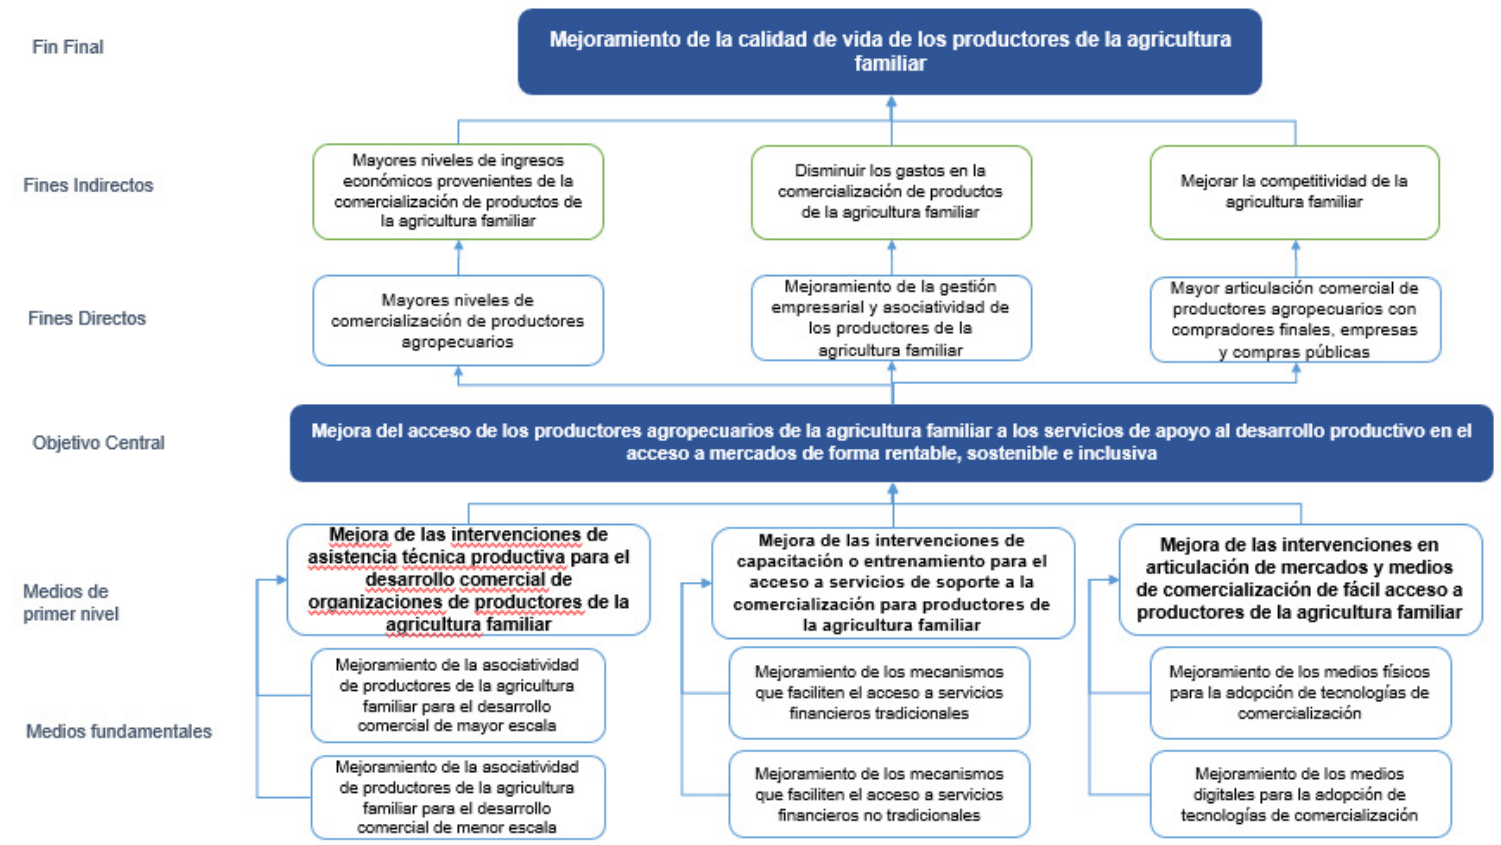 Fin Final
Mejoramiento de la calidad de vida de los productores de la agricultura
familiar
Fines Indirectos
Mayores niveles de ingresos
económicos provenientes de la
comercialización de productos de
la agricultura familiar
Disminuir los gastos en la
comercialización de productos
de la agricultura familiar
Mejorar la competitividad de la
agricultura familiar
Fines Directos
Mayores niveles de
comercialización de productores
agropecuarios
Mejoramiento de la gestión
empresarial y asociatividad de
los productores de la
agricultura familiar
Mayor articulación comercial de
productores agropecuarios con
compradores finales, empresas
y compras públicas
Objetivo Central
Mejora del acceso de los productores agropecuarios de la agricultura familiar a los servicios de apoyo al desarrollo productivo en el
acceso a mercados de forma rentable, sostenible e inclusiva
Medios de
primer nivel
Mejora de las intervenciones de
asistencia técnica productiva para el
desarrollo comercial de
organizaciones de productores de la
agricultura familiar
Mejora de las intervenciones de
capacitación o entrenamiento para el
acceso a servicios de soporte a la
comercialización para productores de
la agricultura familiar
Mejora de las intervenciones en
articulación de mercados y medios
de comercialización de fácil acceso a
productores de la agricultura familiar
Medios fundamentales
Mejoramiento de la asociatividad
de productores de la agricultura
familiar para el desarrollo
comercial de mayor escala
Mejoramiento de los mecanismos
que faciliten el acceso a servicios
financieros tradicionales
Mejoramiento de los medios físicos
para la adopción de tecnologías de
comercialización
Mejoramiento de la asociatividad
de productores de la agricultura
familiar para el desarrollo
comercial de menor escala
Mejoramiento de los mecanismos
que faciliten el acceso a servicios
financieros no tradicionales
Mejoramiento de los medios
digitales para la adopción de
tecnologías de comercialización